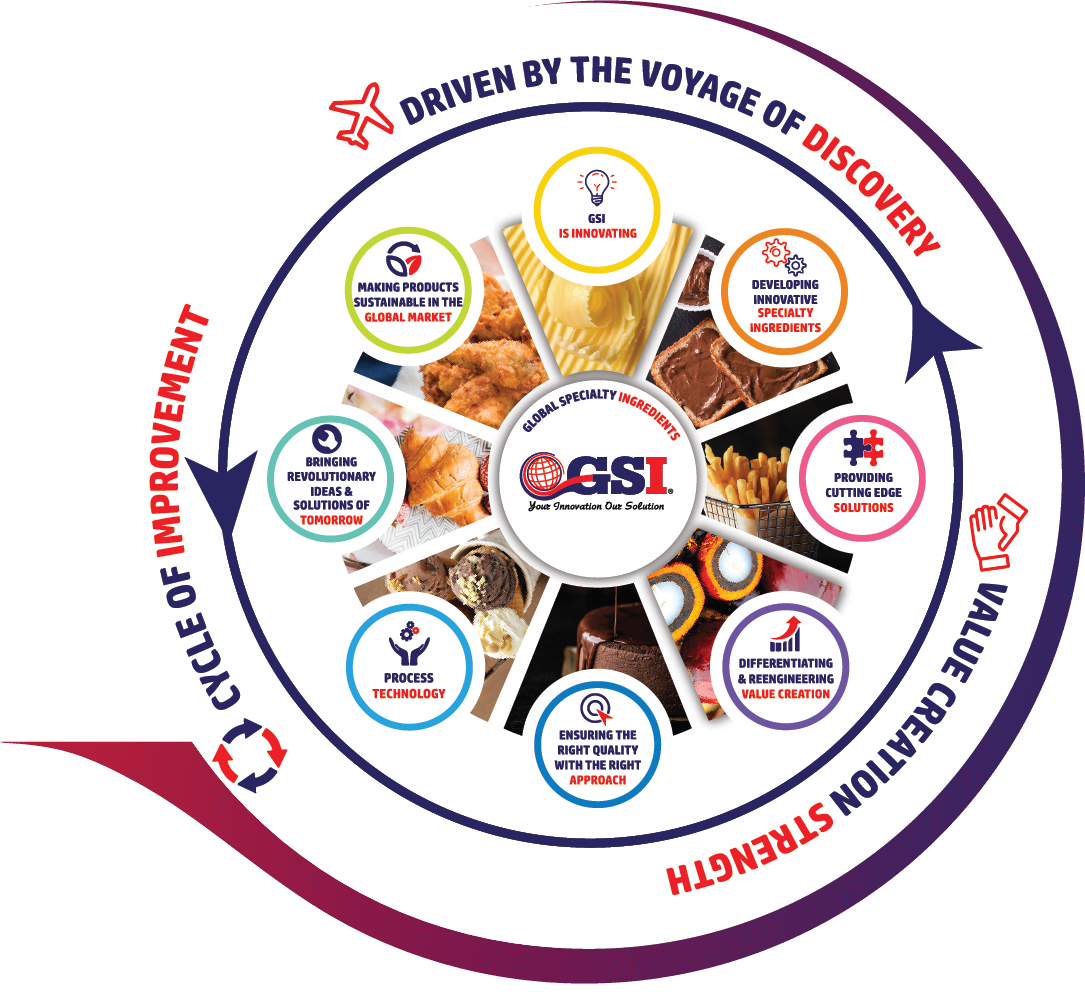 DRIVEN BY THE VOYAGE OF DISCOVERY
GSI
IS INNOVATING
MAKING PRODUCTS
SUSTAINABLE IN THE
GLOBAL MARKET
DEVELOPING
INNOVATIVE
SPECIALTY
INGREDIENTS
CYCLE OF IMPROVEMENT
GLOBAL SPECIALTY INGREDIENTS
GSI®
Your Innovation Our Solution
BRINGING
REVOLUTIONARY
IDEAS &
SOLUTIONS OF
TOMORROW
PROVIDING
CUTTING EDGE
SOLUTIONS
VALUE CREATION STRENGTH
PROCESS
TECHNOLOGY
DIFFERENTIATING
& REENGINEERING
VALUE CREATION
ENSURING THE
RIGHT QUALITY
WITH THE RIGHT
APPROACH